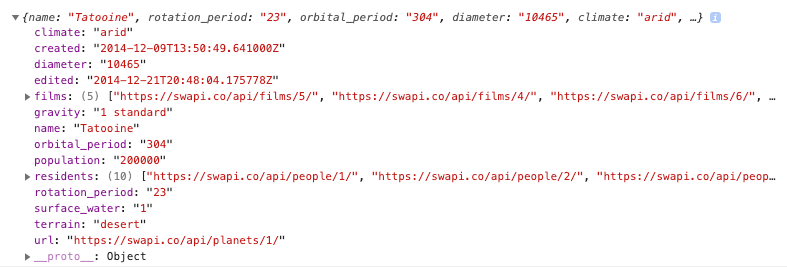 {name: "Tatooine", rotation_period: "23", orbital_period: "304", diameter: "10465", climate: "arid", …} i
climate: "arid"
created: "2014-12-09T13:50:49.641000Z"
diameter: "10465"
edited: "2014-12-21T20:48:04.175778Z"
films: (5) ["https://swapi.co/api/films/5/", "https://swapi.co/api/films/4/", "https://swapi.co/api/films/6/", …
gravity: "1 standard"
name: "Tatooine"
orbital_period: "304"
population: "200000"
residents: (10) ["https://swapi.co/api/people/1/", "https://swapi.co/api/people/2/", "https://swapi.co/api/peop…
rotation_period: "23"
surface_water: "1"
terrain: "desert"
url: "https://swapi.co/api/planets/1/"
__proto__: Object